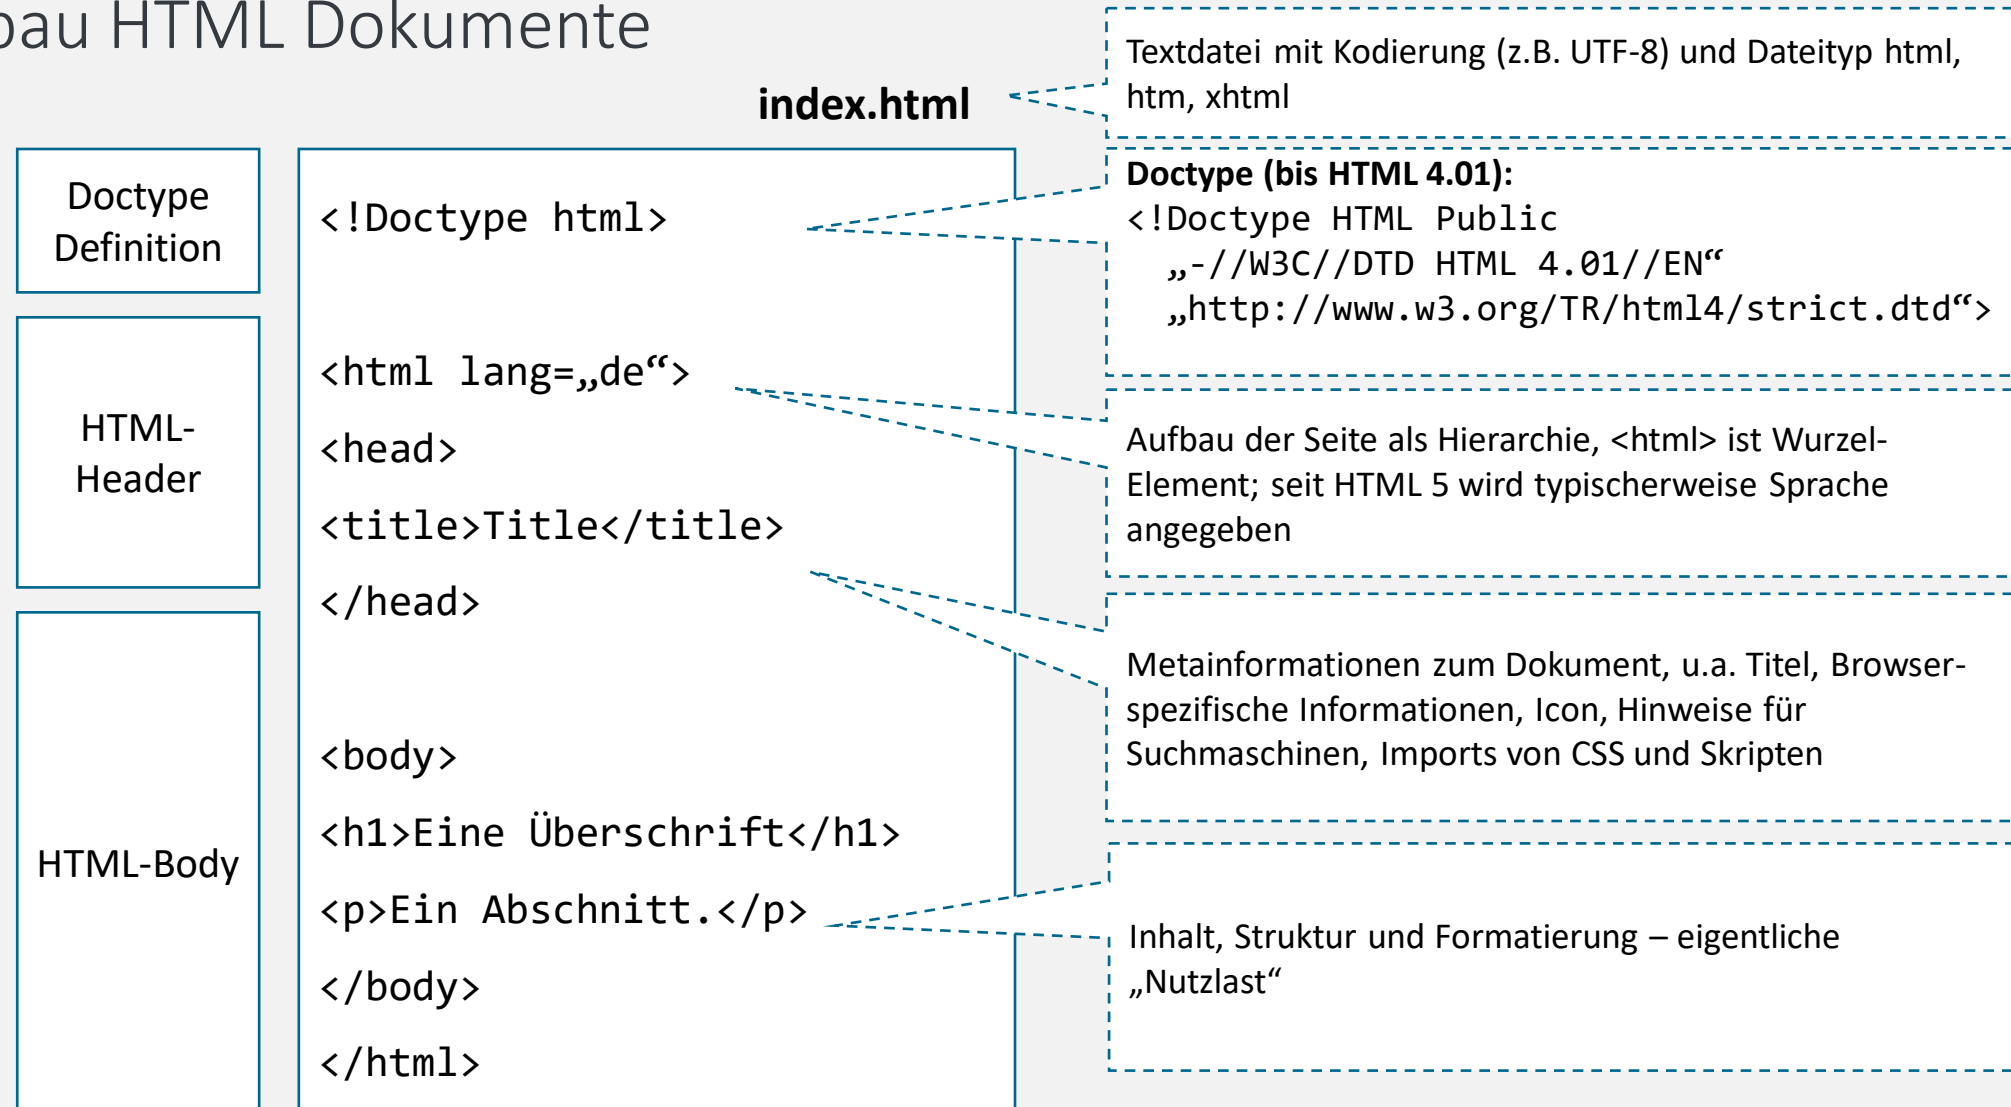 bau HTML Dokumente
index.html
Textdatei mit Kodierung (z.B. UTF-8) und Dateityp html,
htm, xhtml
Doctype
Definition
<!Doctype html>
Doctype (bis HTML 4.01):
<!Doctype HTML Public
„-//W3C//DTD HTML 4.01//EN“
„http://www.w3.org/TR/html4/strict.dtd“>
HTML-
Header
<html lang=„de“>
<head>
<title>Title</title>
</head>
Aufbau der Seite als Hierarchie, <html> ist Wurzel-
Element; seit HTML 5 wird typischerweise Sprache
angegeben
Metainformationen zum Dokument, u.a. Titel, Browser-
spezifische Informationen, Icon, Hinweise für
Suchmaschinen, Imports von CSS und Skripten
HTML-Body
<body>
<h1>Eine Überschrift</h1>
<p>Ein Abschnitt.</p>
</body>
</html>
Inhalt, Struktur und Formatierung – eigentliche
„Nutzlast“